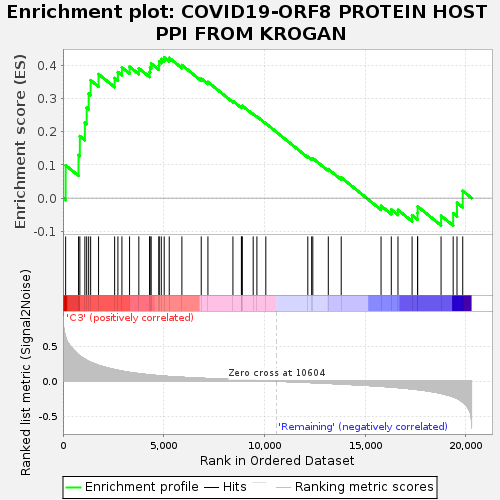 Enrichment plot: COVID19-ORF8 PROTEIN HOST
PPI FROM KROGAN
Enrichment score (ES)
0.4
0.3
0.2
0.1
0.0
-0.1
'C3' (positively correlated)
Ranked list metric (Signal2Noise)
0.5
0.0
-0.5
Zero cross at 10604
'Remaining' (negatively correlated)
0
5,000
10,000
15,000
20,000
Rank in Ordered Dataset
Enrichment profile
Hits
Ranking metric scores